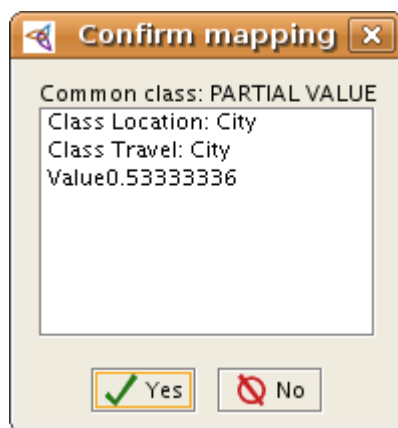 Confirm mapping
Common class: PARTIAL VALUE
Class Location: City
Class Travel: City
Value0.53333336
Yes
No